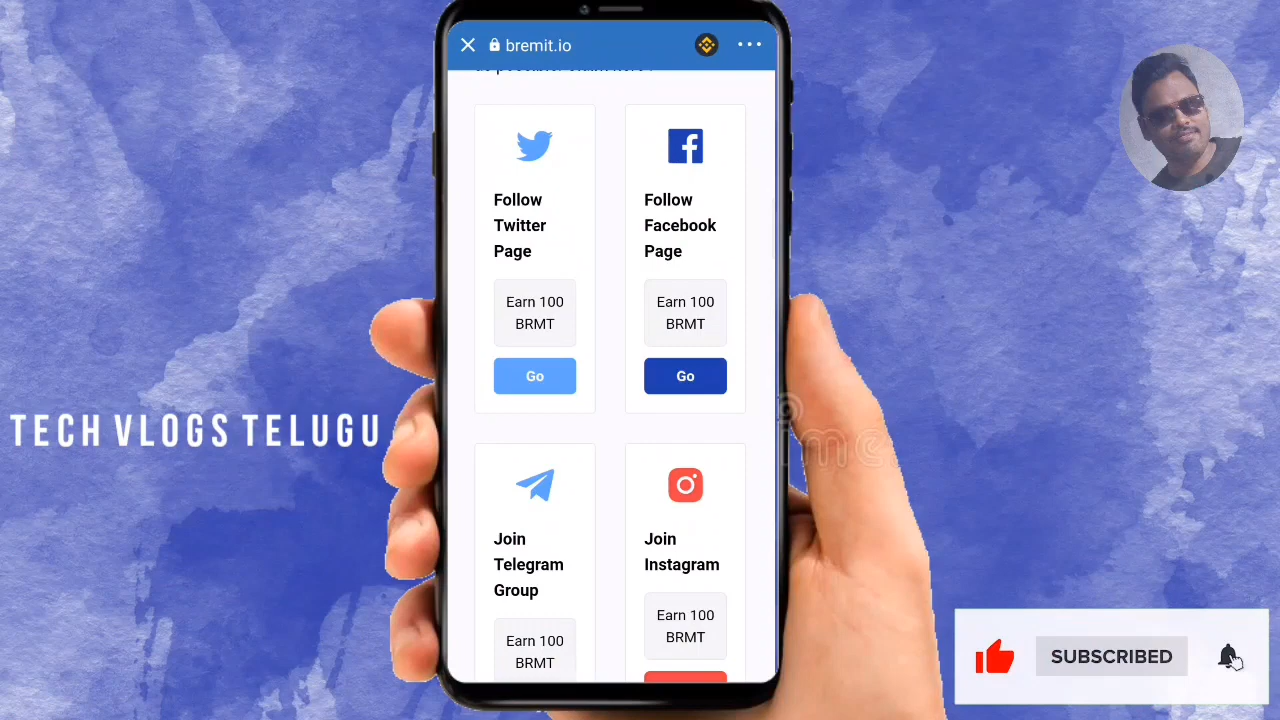 bremit.io
Follow
Twitter
Page
Earn 100
BRMT
Go
Follow
Facebook
Page
Earn 100
BRMT
Go
Join
Telegram
Group
Earn 100
BRMT
Join
Instagram
Earn 100
BRMT
TECH VLOGS TELUGU
SUBSCRIBED